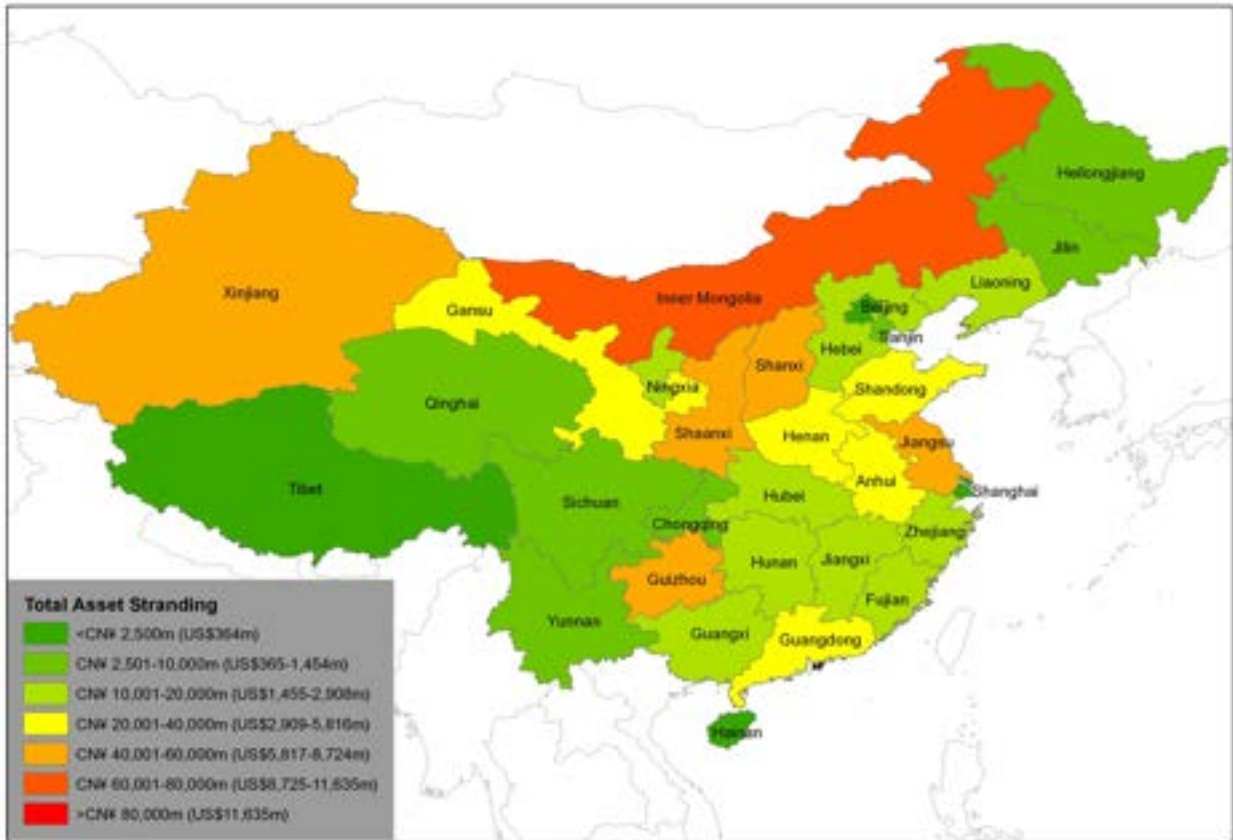 Heilongjiang
Jilin
Xinjiang
Inner Mongolia
Liaoning
Gansu
Beijing
Tianjin
Hebei
Shanxi
Ningxia
Shandong
Qinghai
Shaanxi
Henan
Jiangsu
Anhui
Tibet
Sichuan
Hubei
Shanghai
Chongqing
Zhejiang
Hunan
Jiangxi
Guizhou
Fujian
Yunnan
Guangxi
Guangdong
Hainan
Total Asset Stranding
<CN¥ 2,500m (US$364m)
CN¥ 2,501-10,000m (US$365-1,454m)
CN¥ 10,001-20,000m (US$1,455-2,908m)
CN¥ 20,001-40,000m (US$2,909-5,816m)
CN¥ 40,001-60,000m (US$5,817-8,724m)
CN¥ 60,001-80,000m (US$8,725-11,635m)
>CN¥ 80,000m (US$11,635m)